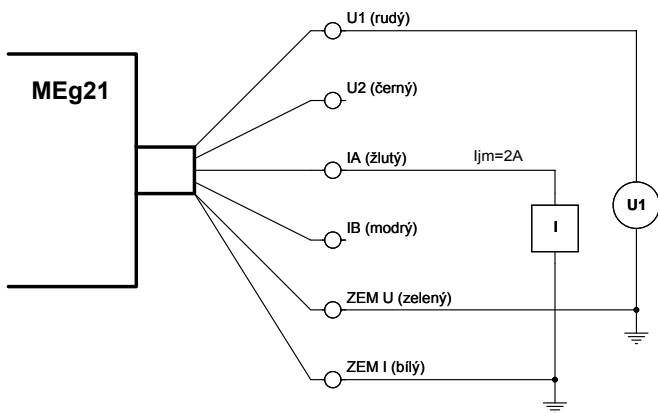 MEg21
U1 (rudý)
U2 (černý)
IA (žlutý)
Ijm=2A
IB (modrý)
I
U1
ZEM U (zelený)
ZEM I (bílý)